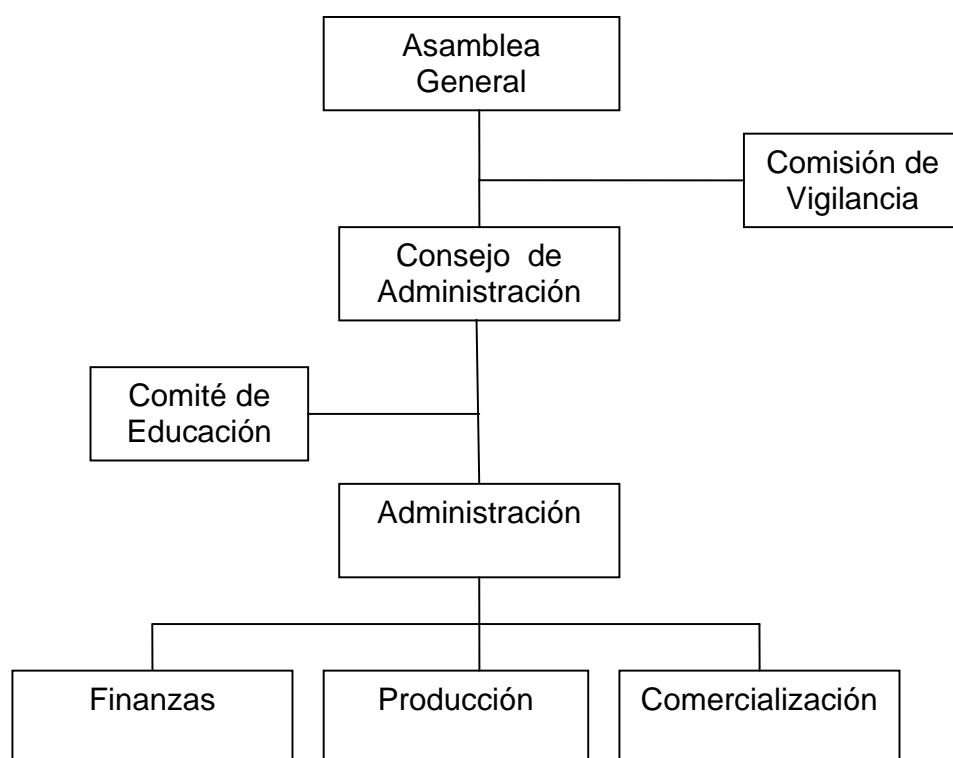 Asamblea
General
Comisión de
Vigilancia
Consejo  de
Administración
Comité de
Educación
Administración
Finanzas
Producción
Comercialización